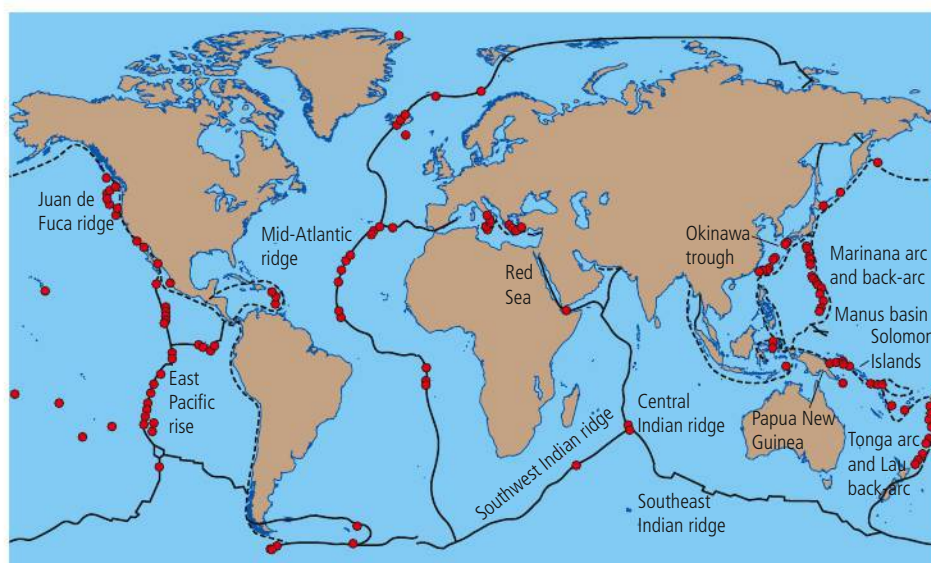 Juan de
Fuca ridge
Mid-Atlantic
ridge
Red
Sea
Okinawa
trough
Marinana arc
and back-arc
Manus basin
Solomon
Islands
East
Pacific
rise
Southwest Indian ridge
Central
Indian ridge
Papua New
Guinea
Tonga arc
and Lau
back-arc
Southeast
Indian ridge